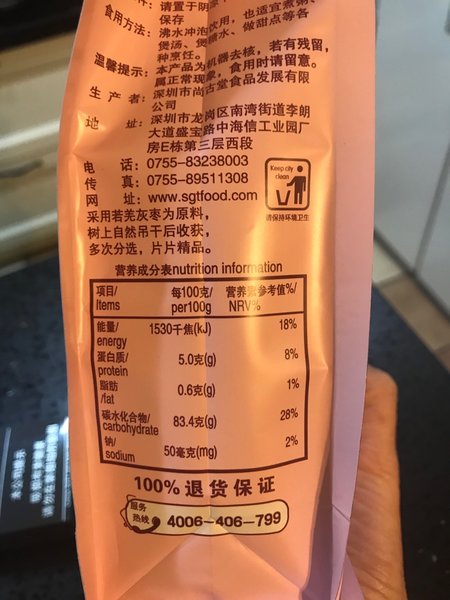 件：请置于阴凉
保存
食用方法：沸水冲泡饮用，也适宜煮粥、
煲汤、煲糖水、做甜点等各
种烹饪。
温馨提示：本产品为机器去核，若有残留，
属正常现象，食用时请留意。
生 产 者：深圳市尚古堂食品发展有限
公司
地 址：深圳市龙岗区南湾街道李朗
大道盛宝路中海信工业园厂
房E栋第三层西段
电 话：0755-83238003
传 真：0755-89511308
网 址：www.sgtfood.com
Keep city
clean
请保持环境卫生
采用若羌灰枣为原料，
树上自然吊干后收获，
多次分选，片片精品。
营养成分表nutrition information
项目/ 每100克/ 营养素参考值%/
Items per100g NRV%
能量/ 1530千焦(kJ) 18%
energy
蛋白质/ 5.0克(g) 8%
protein
脂肪 0.6克(g) 1%
/fat
碳水化合物/ 83.4克(g) 28%
carbohydrate
钠/ 50毫克(mg) 2%
sodium
100%退货保证
服务
热线 4006-406-799